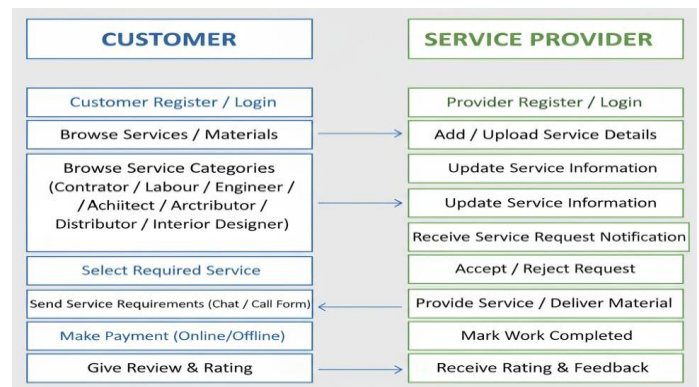 CUSTOMER
Customer Register / Login
Browse Services / Materials
Browse Service Categories
(Contrator / Labour / Engineer /
/Achiitect / Arctributor /
Distributor / Interior Designer)
Select Required Service
Send Service Requirements (Chat / Call Form)
Make Payment (Online/Offline)
Give Review & Rating
SERVICE PROVIDER
Provider Register / Login
Add / Upload Service Details
Update Service Information
Update Service Information
Receive Service Request Notification
Accept / Reject Request
Provide Service / Deliver Material
Mark Work Completed
Receive Rating & Feedback